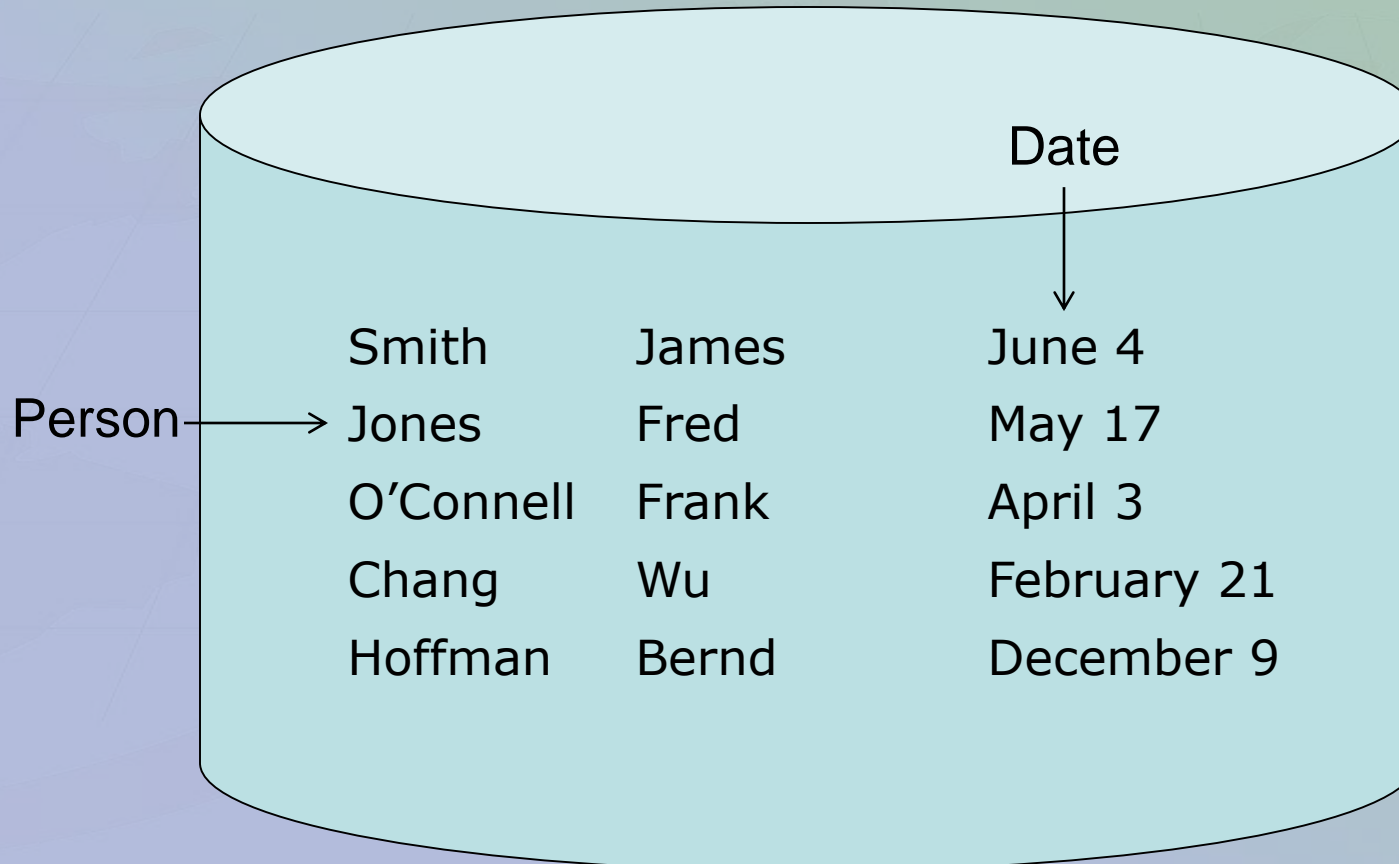 Date
Smith James June 4
Person Jones Fred May 17
O’Connell Frank April 3
Chang Wu February 21
Hoffman Bernd December 9